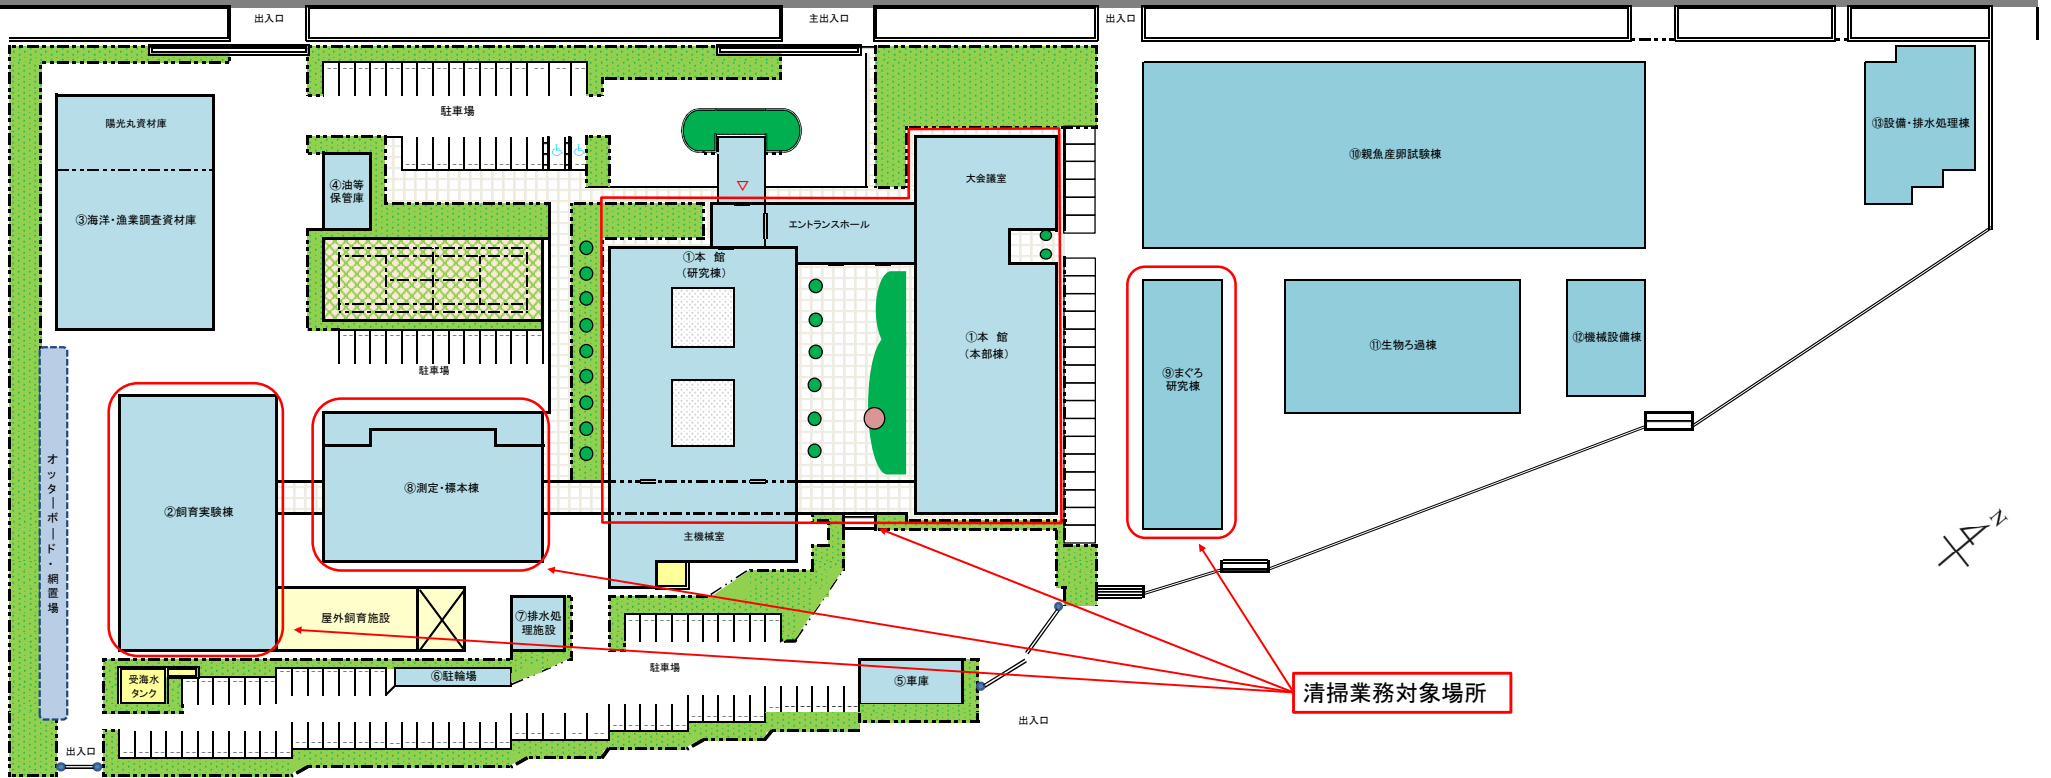 出入口
主出入口
出入口
陽光丸資材庫
③海洋・漁業調査資材庫
駐車場
④油等
保管庫
大会議室
エントランスホール
①本 館
(研究棟)
①本 館
(本部棟)
⑩親魚産卵試験棟
⑬設備・排水処理棟
⑨まぐろ
研究棟
⑪生物ろ過棟
⑫機械設備棟
駐車場
オッターボード・網置場
②飼育実験棟
⑧測定・標本棟
主機械室
屋外飼育施設
⑦排水処
理施設
受海水
タンク
⑥駐輪場
駐車場
⑤車庫
清掃業務対象場所
出入口
出入口
N